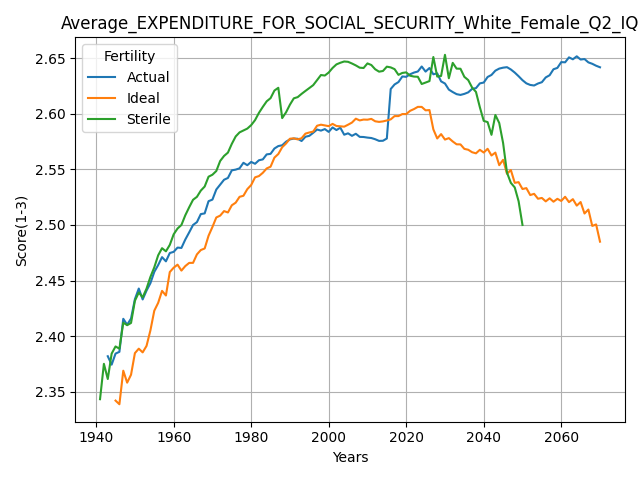 Average_EXPENDITURE_FOR_SOCIAL_SECURITY_White_Female_Q2_IQ
Fertility
Actual
Ideal
Sterile
Score(1-3)
2.65
2.60
2.55
2.50
2.45
2.40
2.35
1940 1960 1980 2000 2020 2040 2060
Years